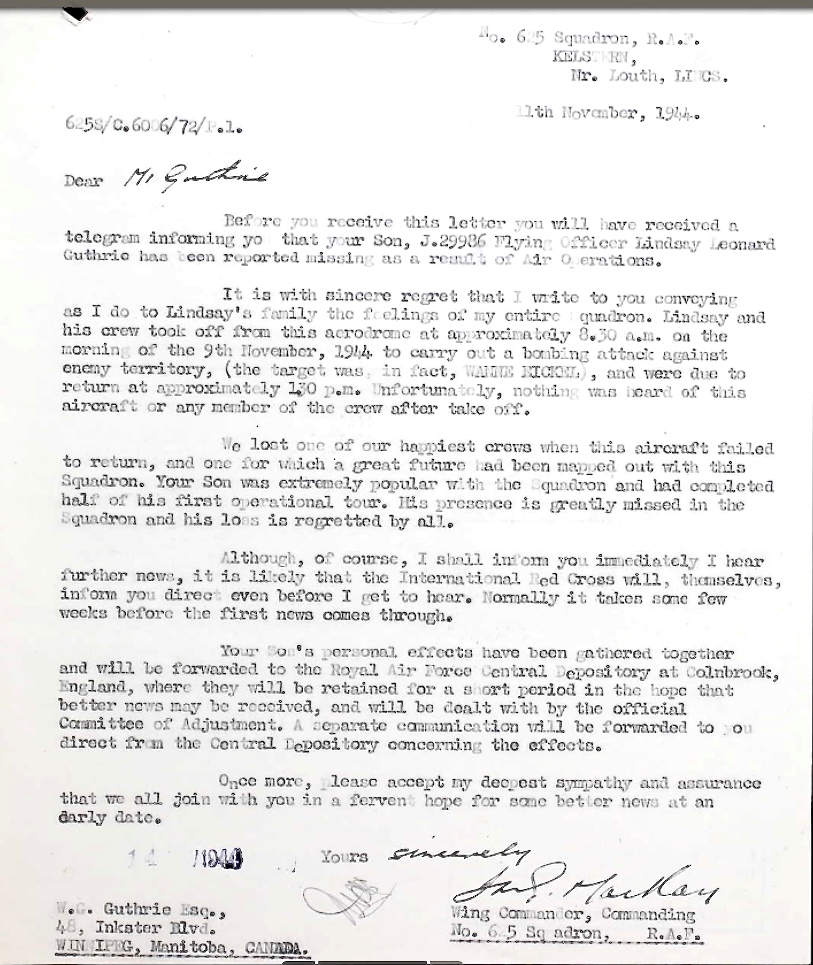 No. 625 Squadron, R.A.F.
KELSTERN,
Nr. Louth, LINCS.
11th November, 1944.
625S/C.6006/72/P.1.
Dear Mr Guthrie
Before you receive this letter you will have received a
telegram informing yo that your Son, J.29986 Flying Officer Lindsay Leonard
Guthrie has been reported missing as a result of Air Operations.
It is with sincere regret that I write to you conveying
as I do to Lindsay's family the feelings of my entire Squadron. Lindsay and
his crew took off from this aerodrome at approximately 8.30 a.m. on the
morning of the 9th November, 1944 to carry out a bombing attack against
enemy territory, (the target was, in fact, WANNE EICKEL), and were due to
return at approximately 130 p.m. Unfortunately, nothing was heard of this
aircraft or any member of the crew after take off.
We lost one of our happiest crews when this aircraft failed
to return, and one for which a great future had been mapped out with this
Squadron. Your Son was extremely popular with the Squadron and had completed
half of his first operational tour. His presence is greatly missed in the
Squadron and his loss is regretted by all.
Although, of course, I shall inform you immediately I hear
further news, it is likely that the International Red Cross will, themselves,
inform you direct even before I get to hear. Normally it takes some few
weeks before the first news comes through.
Your Son's personal effects have been gathered together
and will be forwarded to the Royal Air Force Central Depository at Colnbrook,
England, where they will be retained for a short period in the hope that
better news may be received, and will be dealt with by the official
Committee of Adjustment. A separate communication will be forwarded to you
direct from the Central Depository concerning the effects.
Once more, please accept my deepest sympathy and assurance
that we all join with you in a fervent hope for some better news at an
darly date.
14 1944
Yours sincerely
W.G. Guthrie Esq.,
48, Inkster Blvd.
WINNIPEG, Manitoba, CANADA.
Wing Commander, Commanding
No. 625 Squadron, R.A.F.